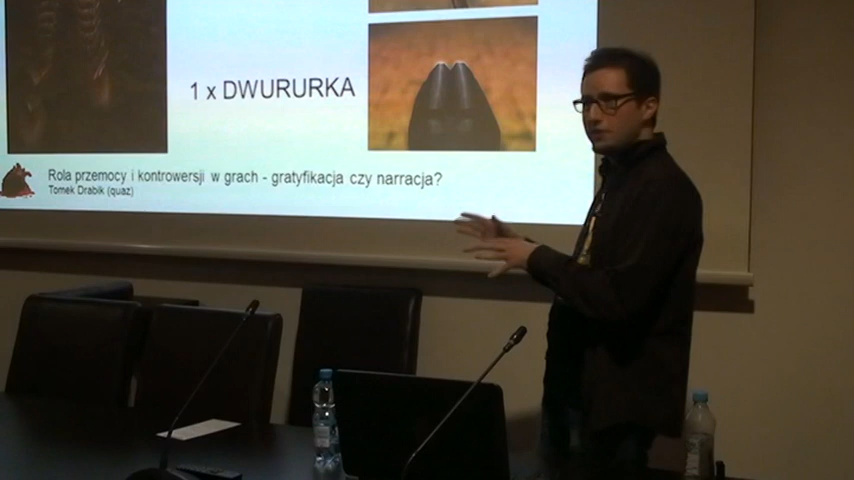 1 x DWURURKA
Rola przemocy i kontrowersji w grach - gratyfikacja czy narracja?
Tomek Drabik (quaz)